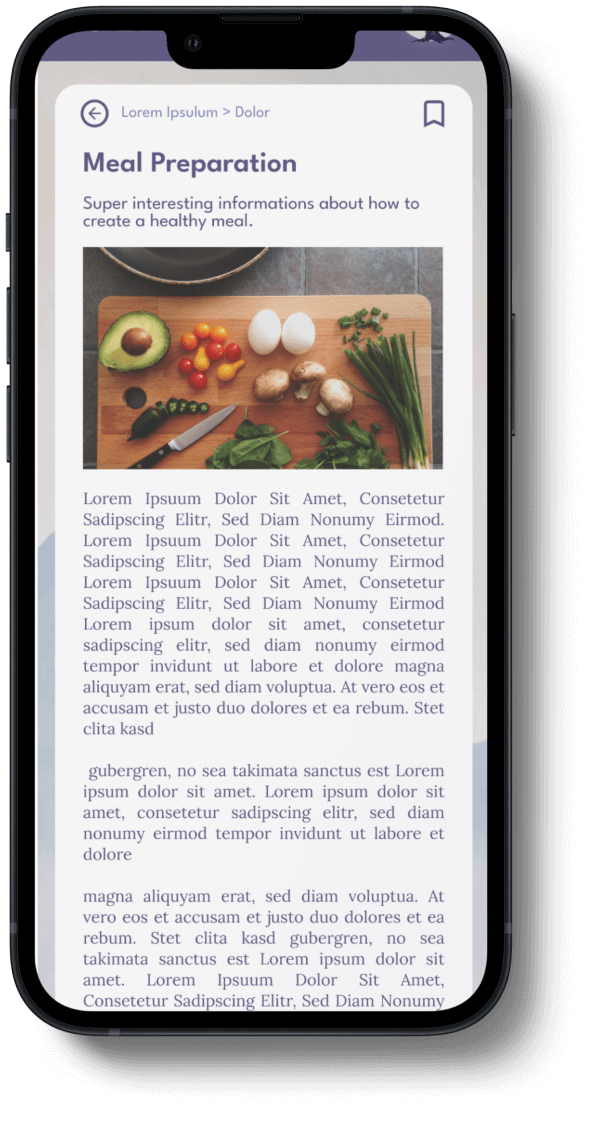 Lorem Ipsulum > Dolor
Meal Preparation
Super interesting informations about how to
create a healthy meal.
Lorem Ipsuum Dolor Sit Amet, Consetetur
Sadipscing Elitr, Sed Diam Nonumy Eirmod.
Lorem Ipsuum Dolor Sit Amet, Consetetur
Sadipscing Elitr, Sed Diam Nonumy Eirmod
Lorem Ipsuum Dolor Sit Amet, Consetetur
Sadipscing Elitr, Sed Diam Nonumy Eirmod
Lorem ipsum dolor sit amet, consetetur
sadipscing elitr, sed diam nonumy eirmod
tempor invidunt ut labore et dolore magna
aliquyam erat, sed diam voluptua. At vero eos et
accusam et justo duo dolores et ea rebum. Stet
clita kasd
gubergren, no sea takimata sanctus est Lorem
ipsum dolor sit amet. Lorem ipsum dolor sit
amet, consetetur sadipscing elitr, sed diam
nonumy eirmod tempor invidunt ut labore et
dolore
magna aliquyam erat, sed diam voluptua. At
vero eos et accusam et justo duo dolores et ea
rebum. Stet clita kasd gubergren, no sea
takimata sanctus est Lorem ipsum dolor sit
amet. Lorem Ipsuum Dolor Sit Amet,
Consetetur Sadipscing Elitr, Sed Diam Nonumy